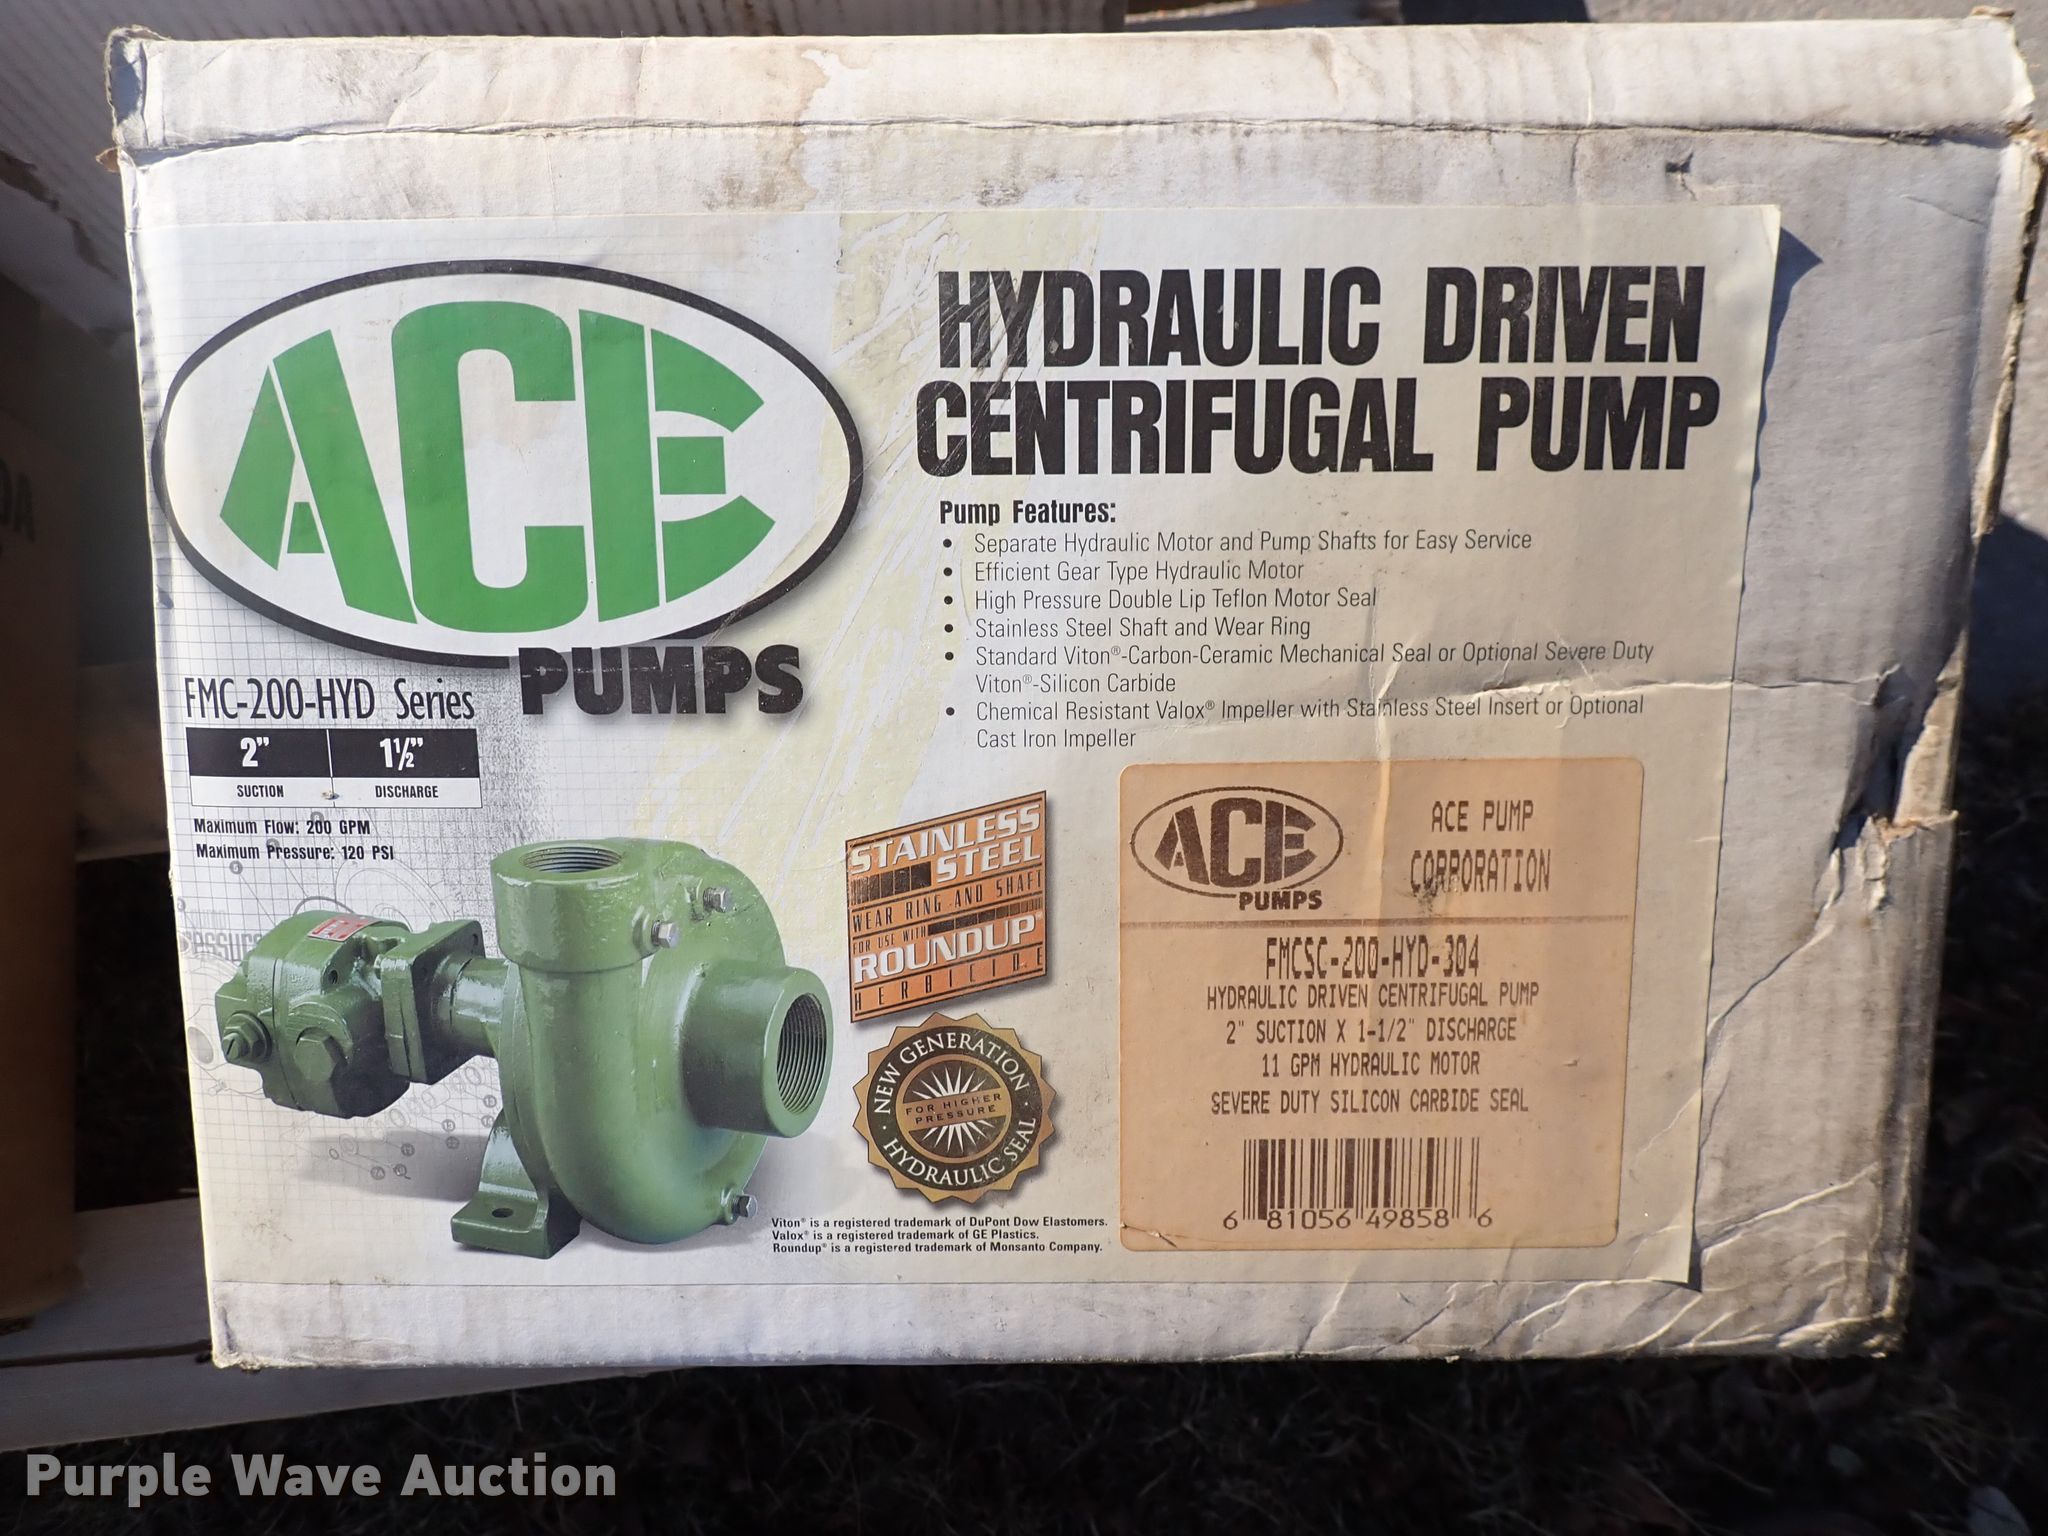 ACE
PUMPS
FMC-200-HYD Series
2" 1½"
SUCTION DISCHARGE
Maximum Flow: 200 GPM
Maximum Pressure: 120 PSI
HYDRAULIC DRIVEN
CENTRIFUGAL PUMP
Pump Features:
• Separate Hydraulic Motor and Pump Shafts for Easy Service
• Efficient Gear Type Hydraulic Motor
• High Pressure Double Lip Teflon Motor Seal
• Stainless Steel Shaft and Wear Ring
• Standard Viton®-Carbon-Ceramic Mechanical Seal or Optional Severe Duty
Viton®-Silicon Carbide
• Chemical Resistant Valox® Impeller with Stainless Steel Insert or Optional
Cast Iron Impeller
STAINLESS
STEEL
WEAR RING AND SHAFT
FOR USE WITH
ROUNDUP®
HERBICIDE
NEW GENERATION
FOR HIGHER
PRESSURE
HYDRAULIC SEAL
Viton® is a registered trademark of DuPont Dow Elastomers.
Valox® is a registered trademark of GE Plastics.
Roundup® is a registered trademark of Monsanto Company.
ACE
PUMPS
ACE PUMP
CORPORATION
FMCSC-200-HYD-304
HYDRAULIC DRIVEN CENTRIFUGAL PUMP
2" SUCTION X 1-1/2" DISCHARGE
11 GPM HYDRAULIC MOTOR
SEVERE DUTY SILICON CARBIDE SEAL
6 81056 49858 6
Purple Wave Auction